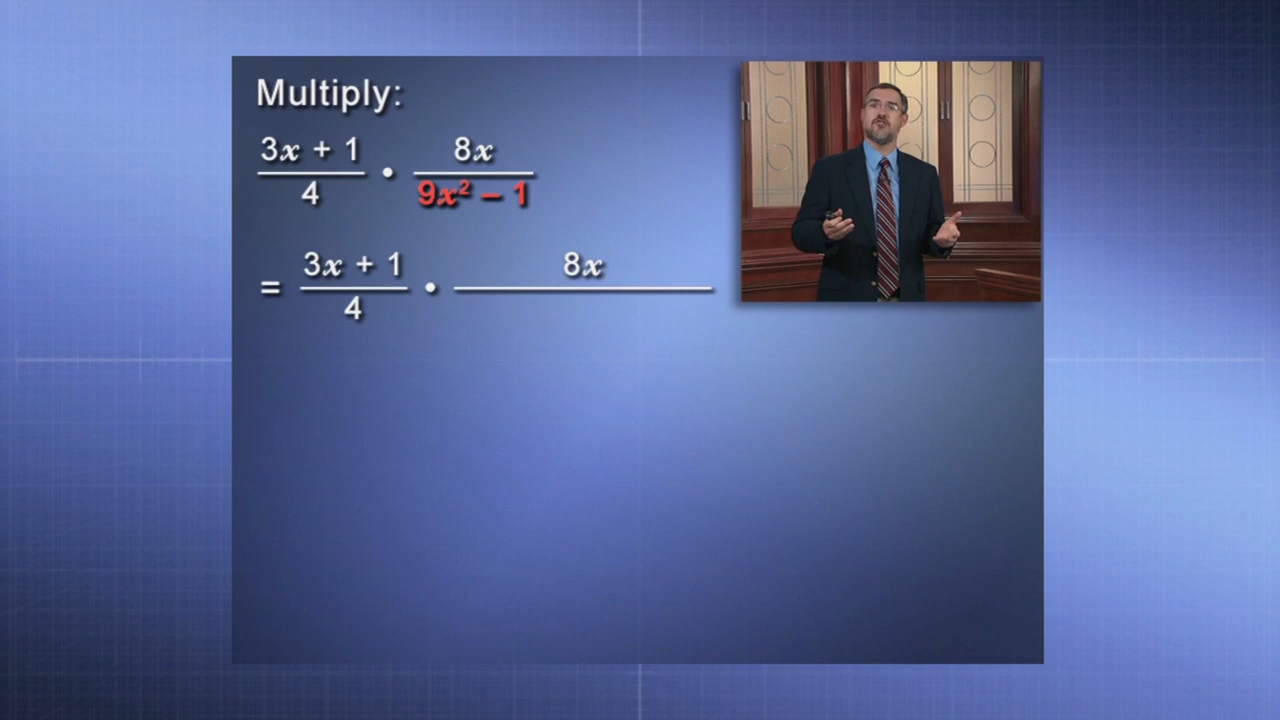 Multiply:
3x + 1 / 4 • 8x / 9x² – 1
= 3x + 1 / 4 • 8x /